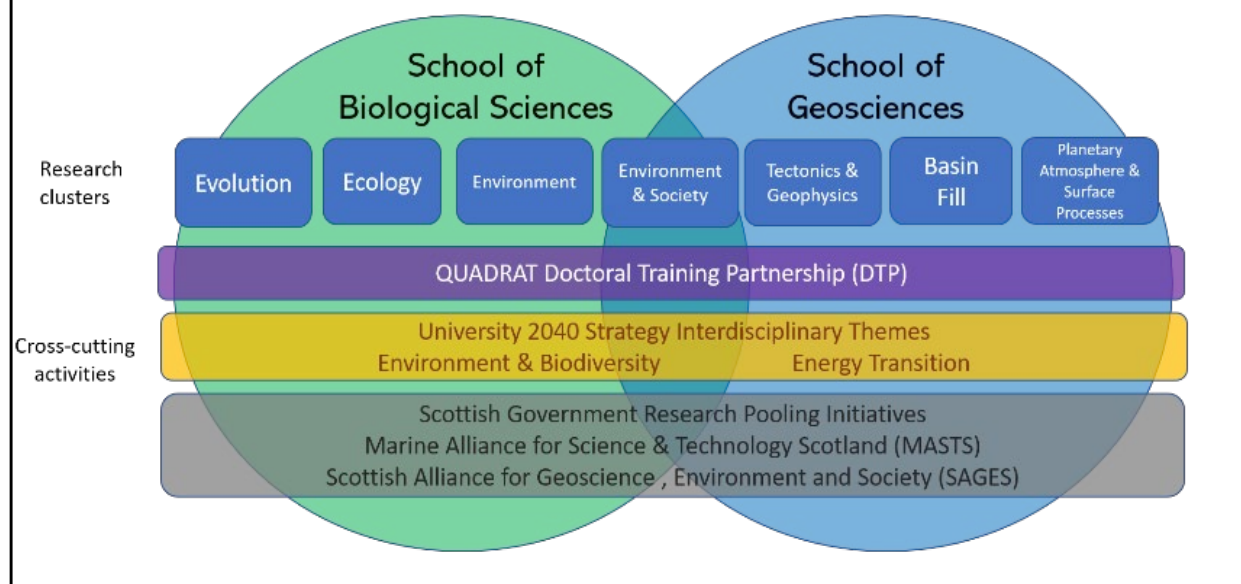 School of
Biological Sciences
School of
Geosciences
Research
clusters
Evolution
Ecology
Environment
Environment
& Society
Tectonics &
Geophysics
Basin
Fill
Planetary
Atmosphere &
Surface
Processes
QUADRAT Doctoral Training Partnership (DTP)
Cross-cutting
activities
University 2040 Strategy Interdisciplinary Themes
Environment & Biodiversity
Energy Transition
Scottish Government Research Pooling Initiatives
Marine Alliance for Science & Technology Scotland (MASTS)
Scottish Alliance for Geoscience , Environment and Society (SAGES)